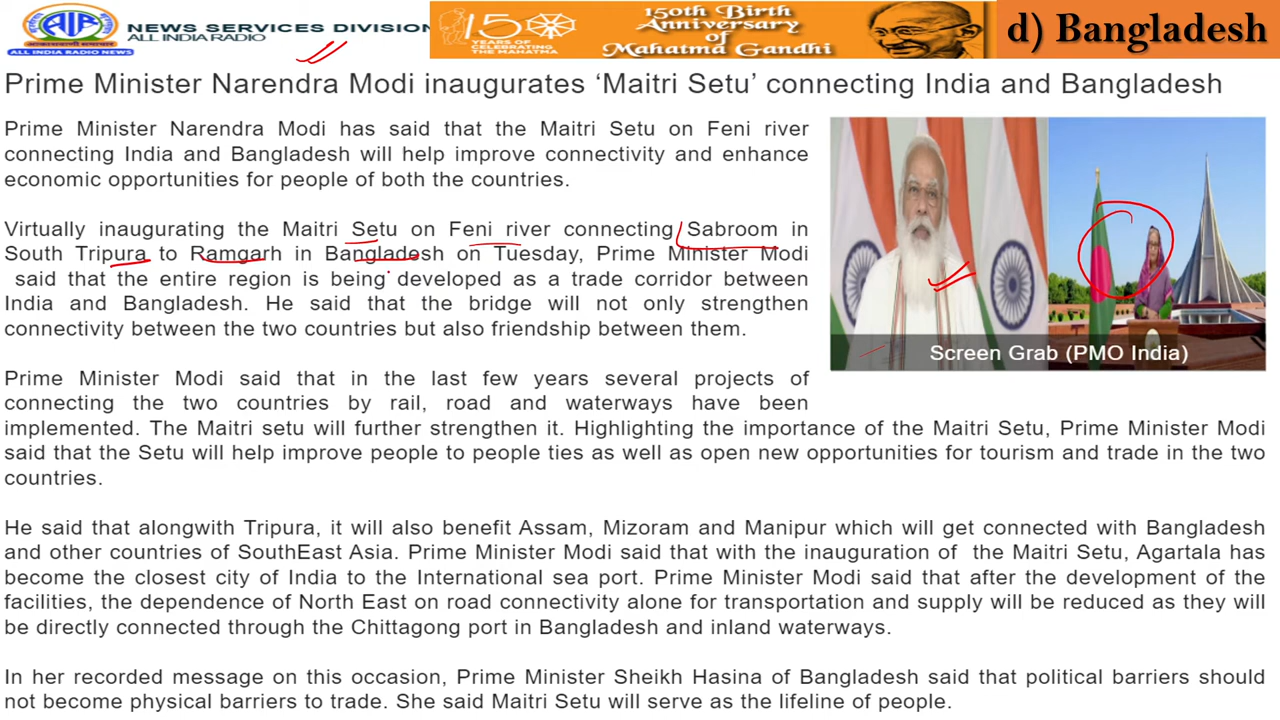 AIR
आकाशवाणी समाचार
ALL INDIA RADIO NEWS
NEWS SERVICES DIVISION
ALL INDIA RADIO
150
YEARS OF
CELEBRATING
THE MAHATMA
150th Birth
Anniversary
of
Mahatma Gandhi
d) Bangladesh
Prime Minister Narendra Modi inaugurates ‘Maitri Setu’ connecting India and Bangladesh
Prime Minister Narendra Modi has said that the Maitri Setu on Feni river
connecting India and Bangladesh will help improve connectivity and enhance
economic opportunities for people of both the countries.
Virtually inaugurating the Maitri Setu on Feni river connecting Sabroom in
South Tripura to Ramgarh in Bangladesh on Tuesday, Prime Minister Modi
said that the entire region is being developed as a trade corridor between
India and Bangladesh. He said that the bridge will not only strengthen
connectivity between the two countries but also friendship between them.
Screen Grab (PMO India)
Prime Minister Modi said that in the last few years several projects of
connecting the two countries by rail, road and waterways have been
implemented. The Maitri setu will further strengthen it. Highlighting the importance of the Maitri Setu, Prime Minister Modi
said that the Setu will help improve people to people ties as well as open new opportunities for tourism and trade in the two
countries.
He said that alongwith Tripura, it will also benefit Assam, Mizoram and Manipur which will get connected with Bangladesh
and other countries of SouthEast Asia. Prime Minister Modi said that with the inauguration of the Maitri Setu, Agartala has
become the closest city of India to the International sea port. Prime Minister Modi said that after the development of the
facilities, the dependence of North East on road connectivity alone for transportation and supply will be reduced as they will
be directly connected through the Chittagong port in Bangladesh and inland waterways.
In her recorded message on this occasion, Prime Minister Sheikh Hasina of Bangladesh said that political barriers should
not become physical barriers to trade. She said Maitri Setu will serve as the lifeline of people.